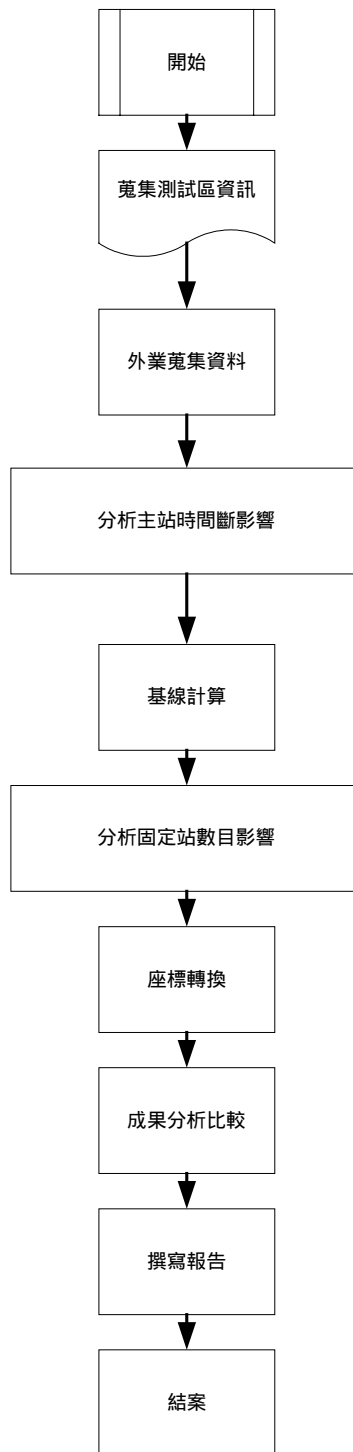 開始
蒐集測試區資訊
外業蒐集資料
分析主站時間斷影響
基線計算
分析固定站數目影響
座標轉換
成果分析比較
撰寫報告
結案